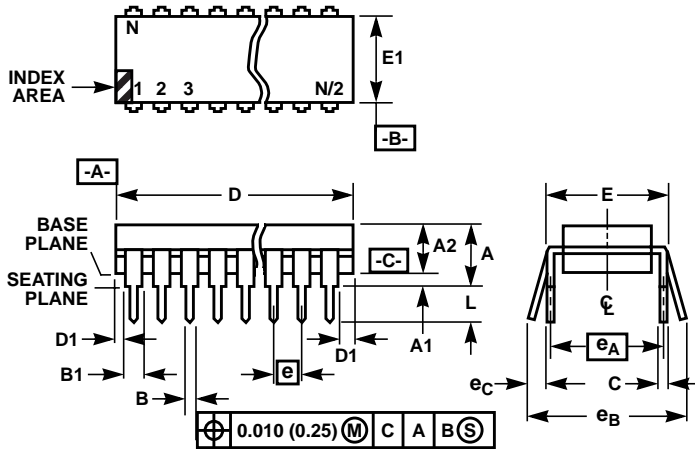 N
E1
INDEX
AREA
1 2 3 N/2
-B-
-A-
D
E
BASE
PLANE
A2
A
-C-
SEATING
PLANE
L
C
L
D1
A1
D1
eA
B1
e
eC
C
B
eB
0.010 (0.25) Ⓜ C A B Ⓢ